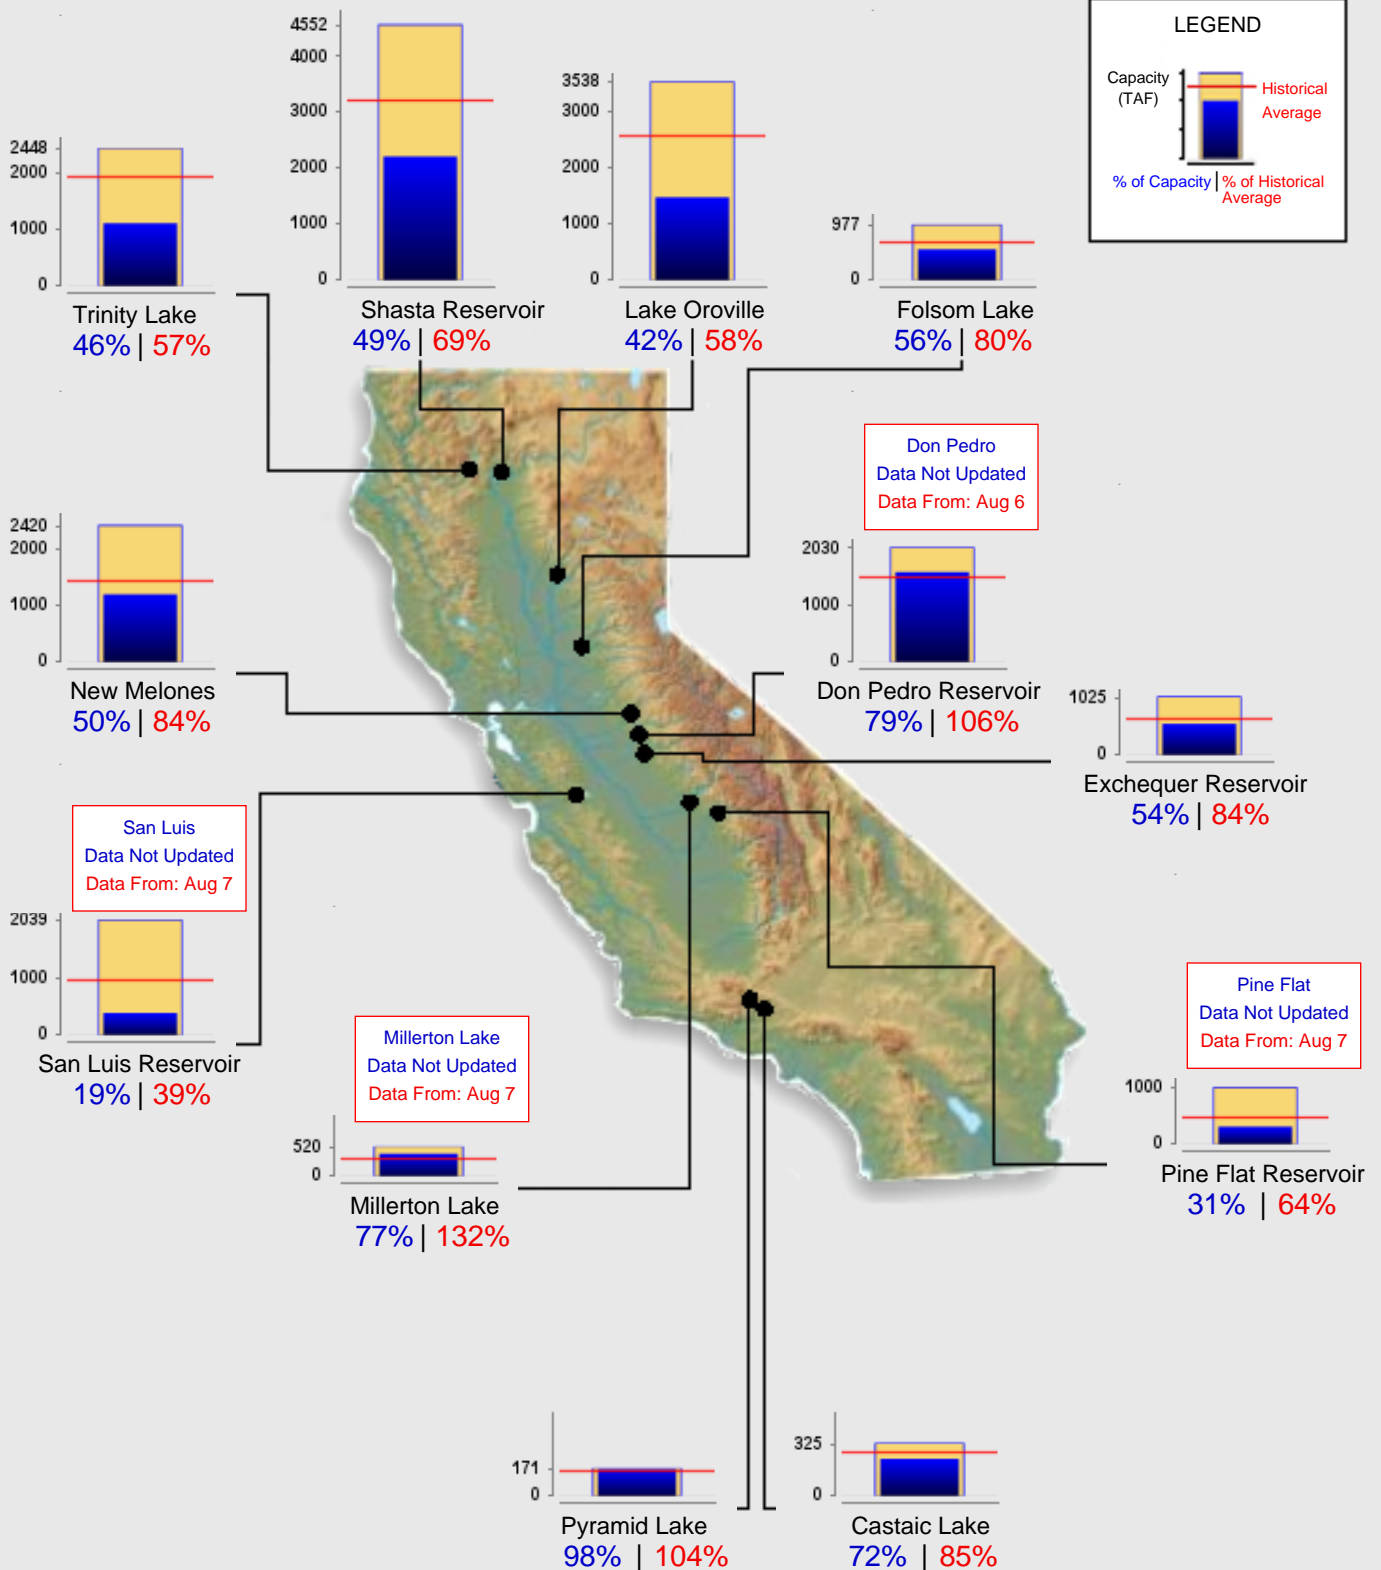 4552
4000
3000
2000
1000
0
Shasta Reservoir
49% | 69%
3538
3000
2000
1000
0
Lake Oroville
42% | 58%
LEGEND
Capacity
(TAF)
Historical
Average
% of Capacity | % of Historical
Average
2448
2000
1000
0
Trinity Lake
46% | 57%
977
0
Folsom Lake
56% | 80%
Don Pedro
Data Not Updated
Data From: Aug 6
2030
1000
0
Don Pedro Reservoir
79% | 106%
2420
2000
1000
0
New Melones
50% | 84%
1025
0
Exchequer Reservoir
54% | 84%
San Luis
Data Not Updated
Data From: Aug 7
2039
1000
0
San Luis Reservoir
19% | 39%
Millerton Lake
Data Not Updated
Data From: Aug 7
520
0
Millerton Lake
77% | 132%
Pine Flat
Data Not Updated
Data From: Aug 7
1000
0
Pine Flat Reservoir
31% | 64%
171
0
Pyramid Lake
98% | 104%
325
0
Castaic Lake
72% | 85%